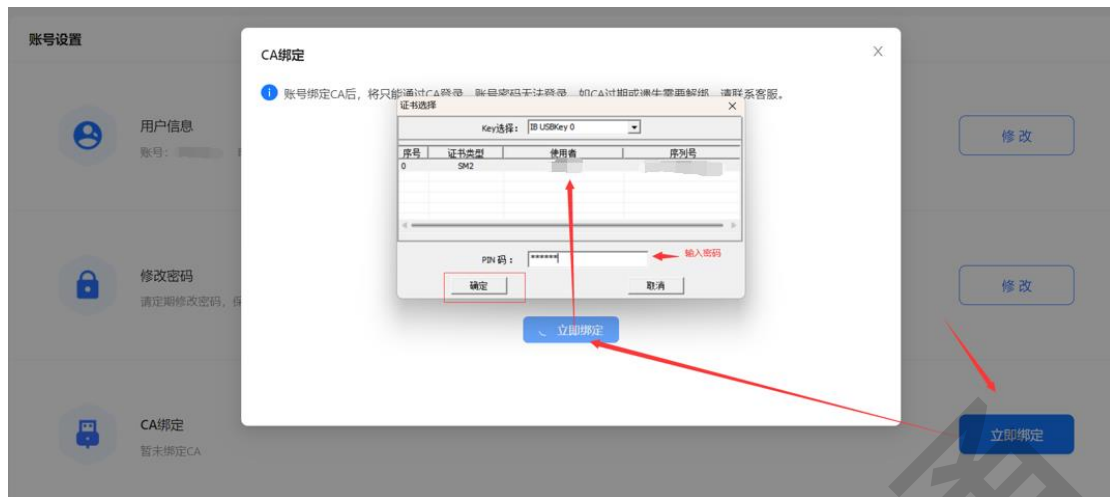 账号设置
CA绑定
账号绑定CA后，将只能通过CA登录，账号密码无法登录，如CA过期或遗失需要解绑，请联系客服。
证书选择
Key选择： IB USBKey 0
序号 证书类型 使用者 序列号
0 SM2
PIN 码： ******
输入密码
确定 取消
立即绑定
用户信息
账号：
修 改
修改密码
请定期修改密码，保
修 改
CA绑定
暂未绑定CA
立即绑定